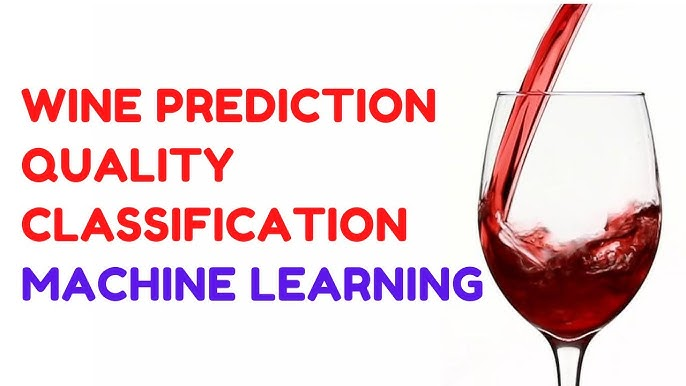 WINE PREDICTION
QUALITY
CLASSIFICATION
MACHINE LEARNING